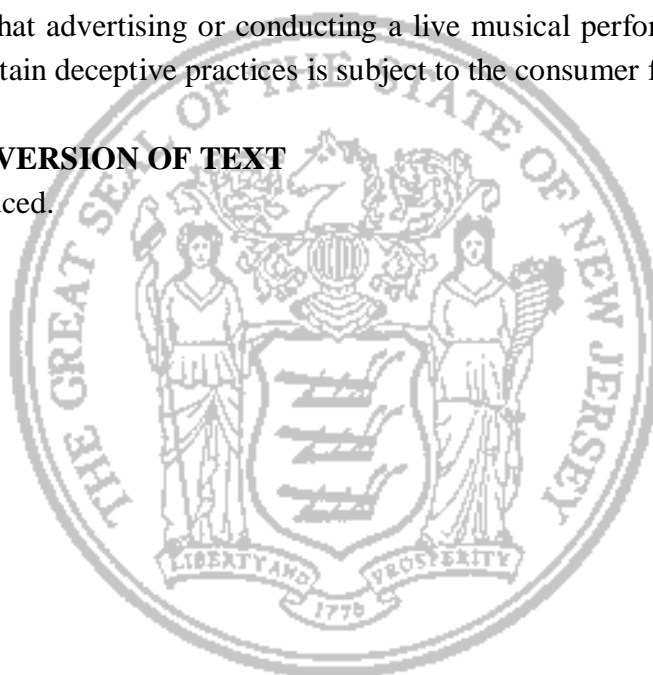 hat advertising or conducting a live musical perfor
tain deceptive practices is subject to the consumer f
VERSION OF TEXT
uced.
THE GREAT SEAL OF THE STATE OF NEW JERSEY
LIBERTY AND PROSPERITY
1776